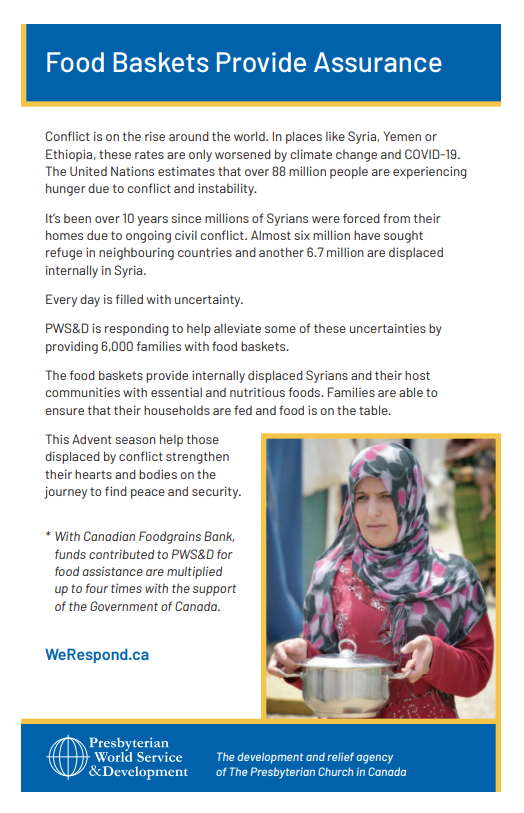 Food Baskets Provide Assurance
Conflict is on the rise around the world. In places like Syria, Yemen or
Ethiopia, these rates are only worsened by climate change and COVID-19.
The United Nations estimates that over 88 million people are experiencing
hunger due to conflict and instability.
It's been over 10 years since millions of Syrians were forced from their
homes due to ongoing civil conflict. Almost six million have sought
refuge in neighbouring countries and another 6.7 million are displaced
internally in Syria.
Every day is filled with uncertainty.
PWS&D is responding to help alleviate some of these uncertainties by
providing 6,000 families with food baskets.
The food baskets provide internally displaced Syrians and their host
communities with essential and nutritious foods. Families are able to
ensure that their households are fed and food is on the table.
This Advent season help those
displaced by conflict strengthen
their hearts and bodies on the
journey to find peace and security.
* With Canadian Foodgrains Bank,
funds contributed to PWS&D for
food assistance are multiplied
up to four times with the support
of the Government of Canada.
WeRespond.ca
Presbyterian
World Service
&Development
The development and relief agency
of The Presbyterian Church in Canada